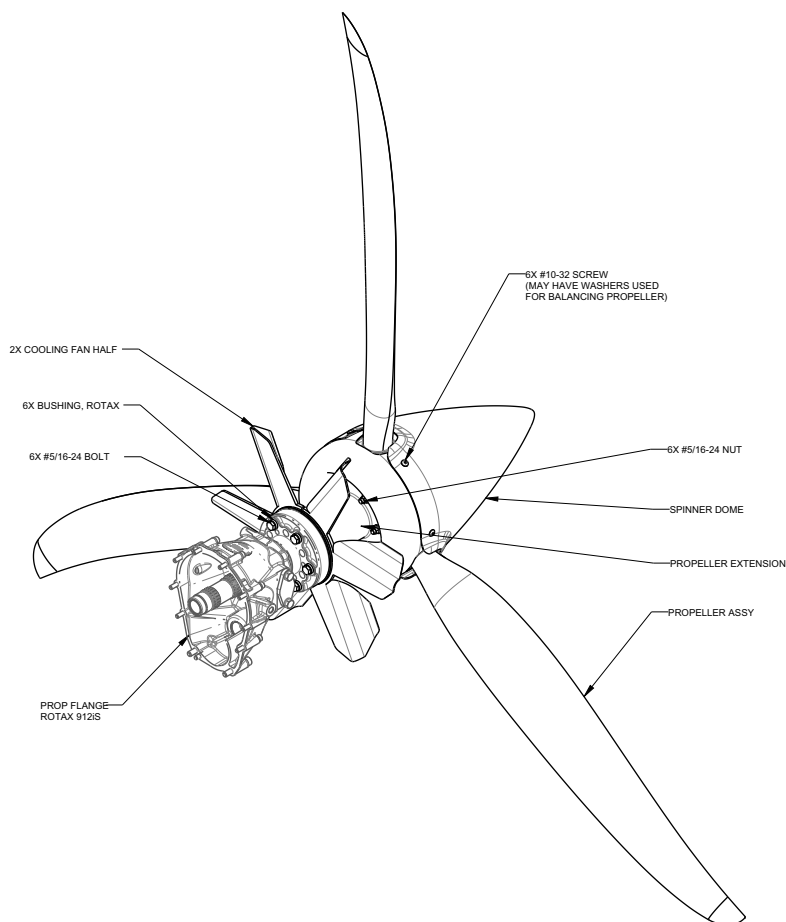 6X #10-32 SCREW
(MAY HAVE WASHERS USED
FOR BALANCING PROPELLER)
2X COOLING FAN HALF
6X BUSHING, ROTAX
6X #5/16-24 BOLT
6X #5/16-24 NUT
SPINNER DOME
PROPELLER EXTENSION
PROPELLER ASSY
PROP FLANGE
ROTAX 912iS